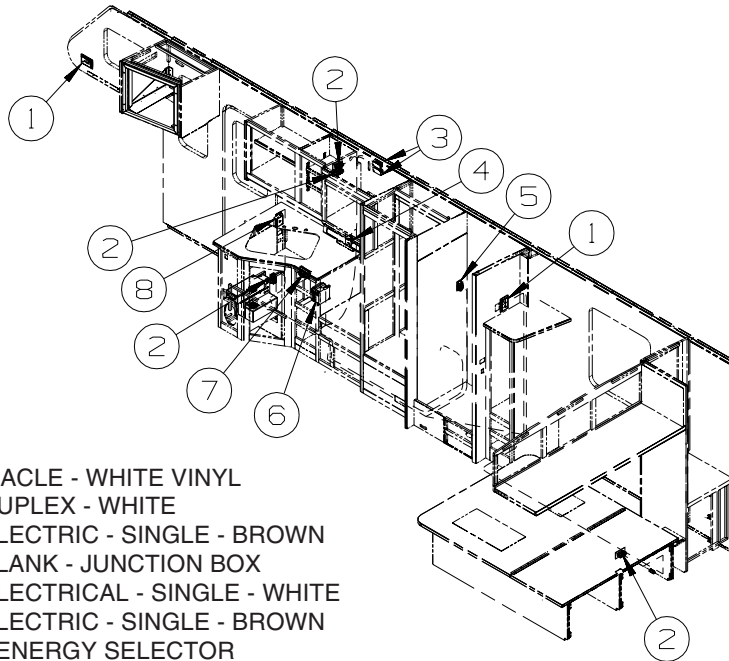 1
2
3
4
5
1
2
8
2
7
6
2
ACLE - WHITE VINYL
UPLEX - WHITE
LECTRIC - SINGLE - BROWN
LANK - JUNCTION BOX
LECTRICAL - SINGLE - WHITE
LECTRIC - SINGLE - BROWN
ENERGY SELECTOR